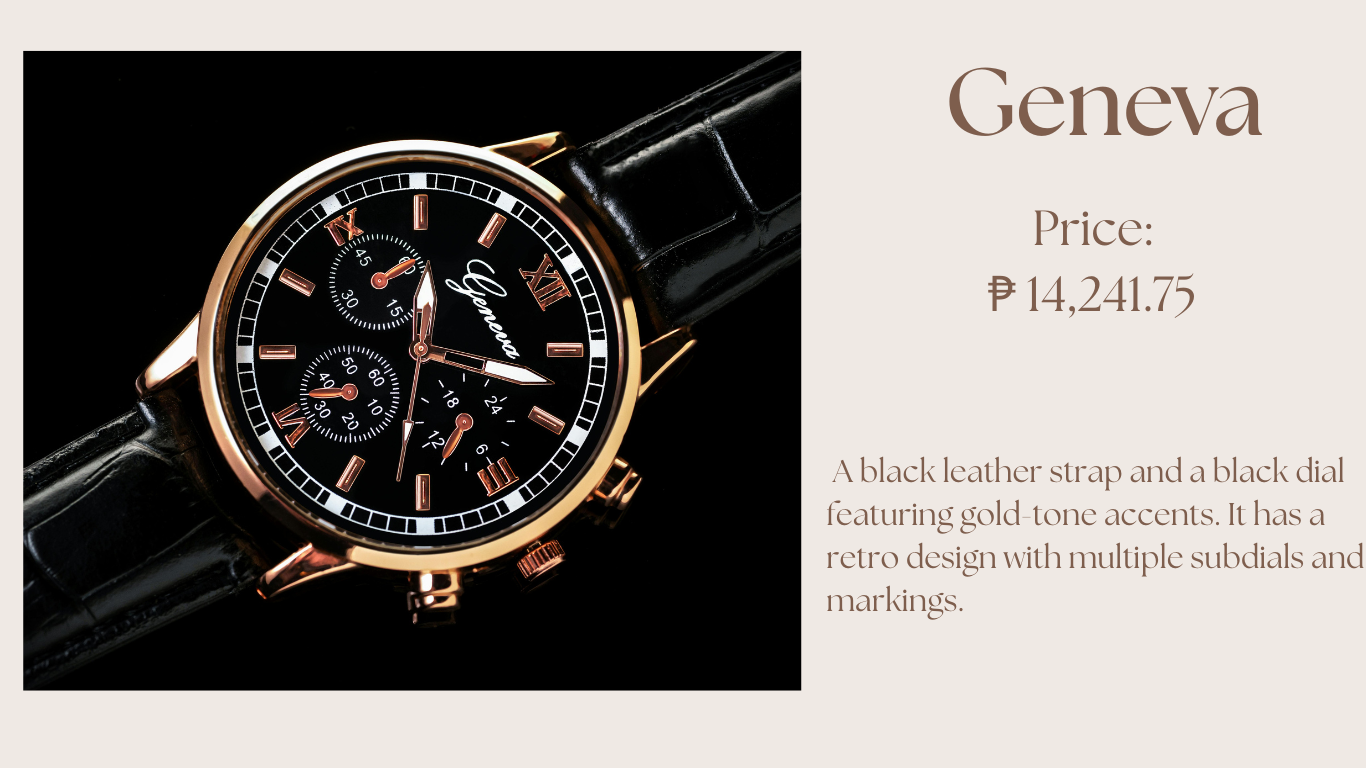 Geneva
Price:
₱ 14,241.75
A black leather strap and a black dial
featuring gold-tone accents. It has a
retro design with multiple subdials and
markings.
IX
XII
Geneva
45
60
30
15
50
60
40
10
30
20
18
24
12
6
VI
III